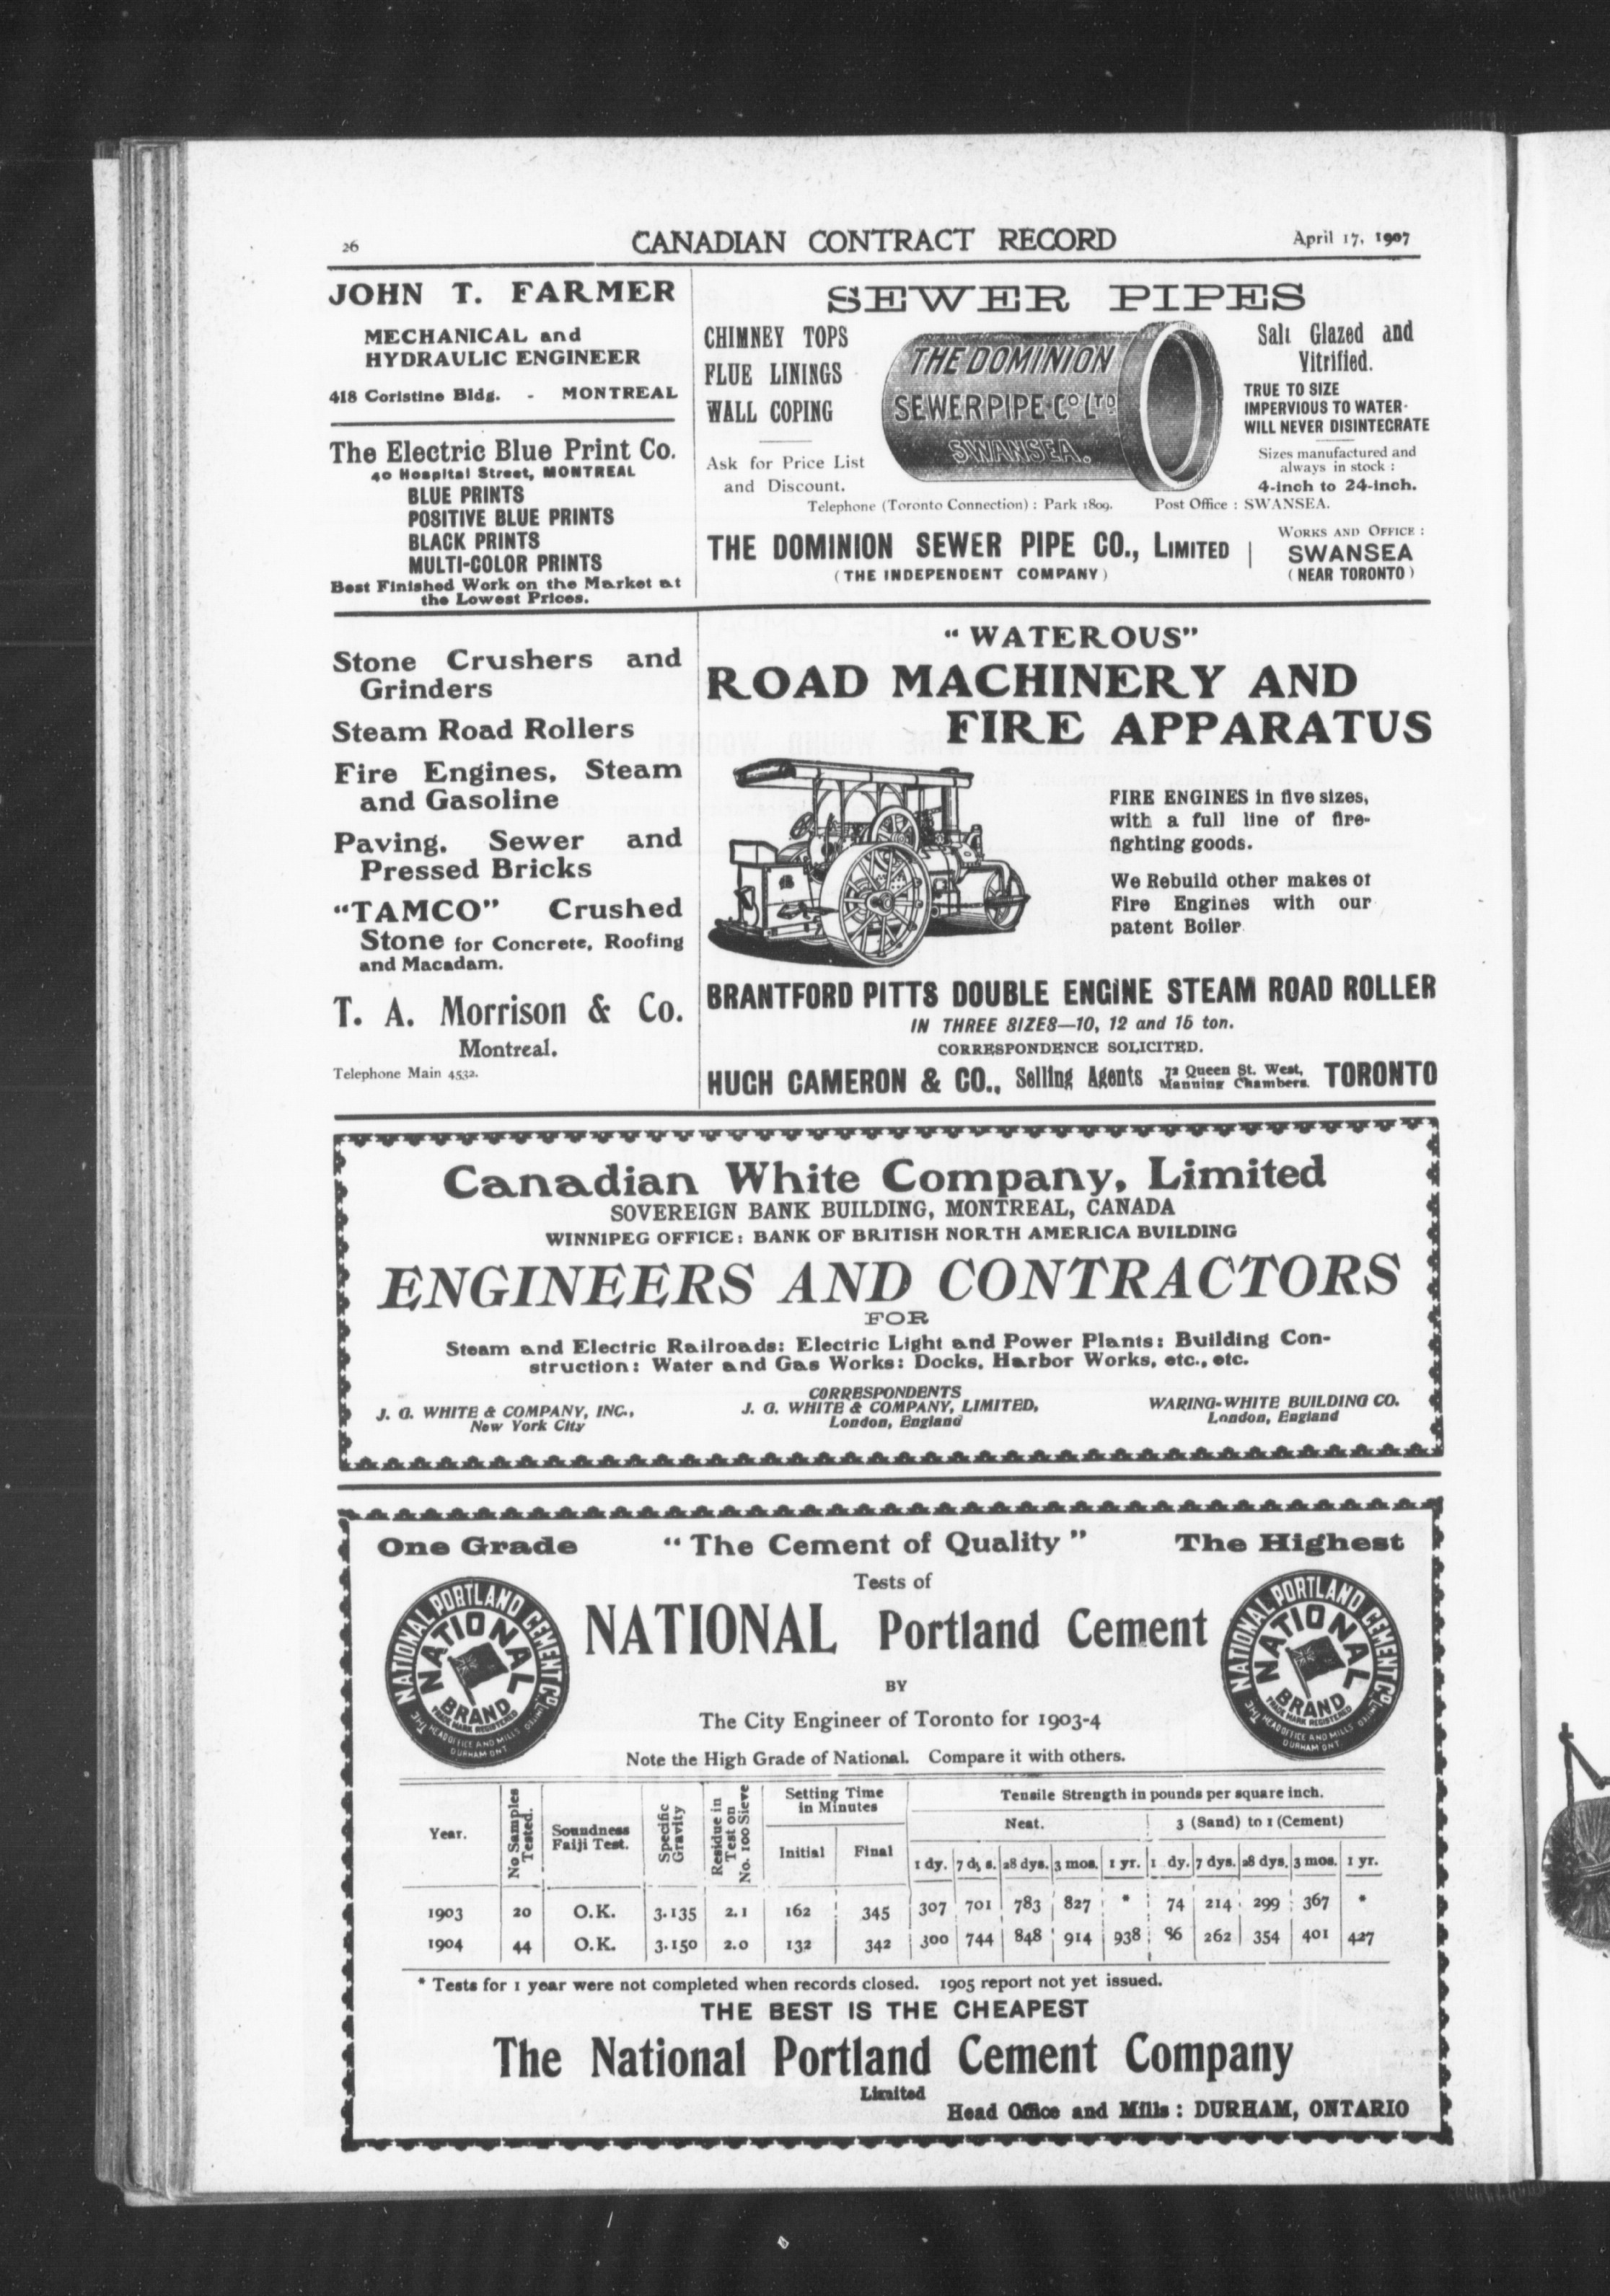 26
CANADIAN CONTRACT RECORD
April 17, 1907
JOHN T. FARMER
MECHANICAL and
HYDRAULIC ENGINEER
418 Coristine Bldg. - MONTREAL
The Electric Blue Print Co.
40 Hospital Street, MONTREAL
BLUE PRINTS
POSITIVE BLUE PRINTS
BLACK PRINTS
MULTI-COLOR PRINTS
Best Finished Work on the Market at
the Lowest Prices.
SEWER PIPES
CHIMNEY TOPS
FLUE LININGS
WALL COPING
Ask for Price List
and Discount.
THE DOMINION
SEWER PIPE Co LTD
SWANSEA.
Salt Glazed and
Vitrified.
TRUE TO SIZE
IMPERVIOUS TO WATER
WILL NEVER DISINTEGRATE
Sizes manufactured and
always in stock :
4-inch to 24-inch.
Telephone (Toronto Connection) : Park 1809. Post Office : SWANSEA.
THE DOMINION SEWER PIPE CO., LIMITED
(THE INDEPENDENT COMPANY)
WORKS AND OFFICE :
SWANSEA
(NEAR TORONTO)
Stone Crushers and
Grinders
Steam Road Rollers
Fire Engines, Steam
and Gasoline
Paving, Sewer and
Pressed Bricks
"TAMCO" Crushed
Stone for Concrete, Roofing
and Macadam.
T. A. Morrison & Co.
Montreal.
Telephone Main 4532.
"WATEROUS"
ROAD MACHINERY AND
FIRE APPARATUS
FIRE ENGINES in five sizes,
with a full line of fire-
fighting goods.
We Rebuild other makes of
Fire Engines with our
patent Boiler
BRANTFORD PITTS DOUBLE ENGINE STEAM ROAD ROLLER
IN THREE SIZES—10, 12 and 15 ton.
CORRESPONDENCE SOLICITED.
HUGH CAMERON & CO., Selling Agents 72 Queen St. West, Manning Chambers. TORONTO
Canadian White Company, Limited
SOVEREIGN BANK BUILDING, MONTREAL, CANADA
WINNIPEG OFFICE: BANK OF BRITISH NORTH AMERICA BUILDING
ENGINEERS AND CONTRACTORS
FOR
Steam and Electric Railroads; Electric Light and Power Plants; Building Con-
struction; Water and Gas Works; Docks, Harbor Works, etc., etc.
CORRESPONDENTS
J. G. WHITE & COMPANY, INC.,
New York City
J. G. WHITE & COMPANY, LIMITED,
London, England
WARING-WHITE BUILDING CO.
London, England
One Grade "The Cement of Quality" The Highest
Tests of
NATIONAL Portland Cement
BY
The City Engineer of Toronto for 1903-4
Note the High Grade of National. Compare it with others.
THE NATIONAL PORTLAND CEMENT CO. LIMITED
NATIONAL
BRAND
TRADE MARK REGISTERED
HEAD OFFICE AND MILLS
DURHAM ONT.
THE NATIONAL PORTLAND CEMENT CO. LIMITED
NATIONAL
BRAND
TRADE MARK REGISTERED
HEAD OFFICE AND MILLS
DURHAM ONT.
Year. No Samples Tested. Soundness Faiji Test. Specific Gravity Residue in Test on No. 100 Sieve Setting Time in Minutes Tensile Strength in pounds per square inch.
Neat. 3 (Sand) to 1 (Cement)
Initial Final 1 dy. 7 dys. 28 dys. 3 mos. 1 yr. 1 dy. 7 dys. 28 dys. 3 mos. 1 yr.
1903 20 O.K. 3.135 2.1 162 345 307 701 783 827 * 74 214 299 367 *
1904 44 O.K. 3.150 2.0 132 342 300 744 848 914 938 96 262 354 401 427
* Tests for 1 year were not completed when records closed. 1905 report not yet issued.
THE BEST IS THE CHEAPEST
The National Portland Cement Company
Limited
Head Office and Mills : DURHAM, ONTARIO